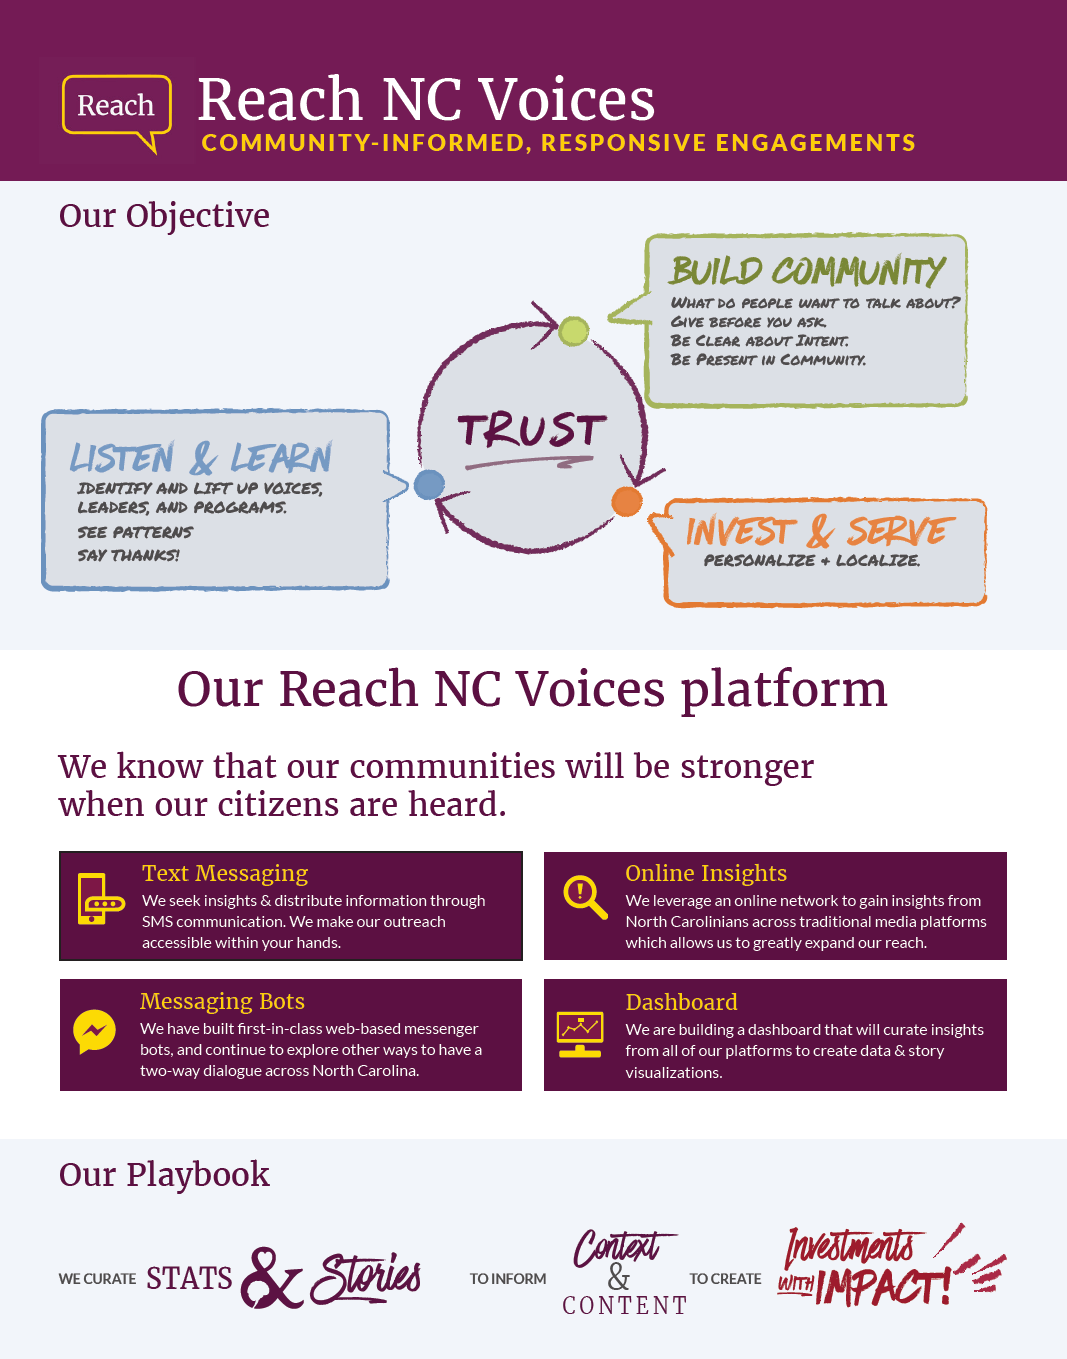 Reach
Reach NC Voices
COMMUNITY-INFORMED, RESPONSIVE ENGAGEMENTS
Our Objective
BUILD COMMUNITY
WHAT DO PEOPLE WANT TO TALK ABOUT?
GIVE BEFORE YOU ASK.
BE CLEAR ABOUT INTENT.
BE PRESENT IN COMMUNITY.
TRUST
LISTEN & LEARN
IDENTIFY AND LIFT UP VOICES,
LEADERS, AND PROGRAMS.
SEE PATTERNS
SAY THANKS!
INVEST & SERVE
PERSONALIZE + LOCALIZE.
Our Reach NC Voices platform
We know that our communities will be stronger
when our citizens are heard.
Text Messaging
We seek insights & distribute information through
SMS communication. We make our outreach
accessible within your hands.
Online Insights
We leverage an online network to gain insights from
North Carolinians across traditional media platforms
which allows us to greatly expand our reach.
Messaging Bots
We have built first-in-class web-based messenger
bots, and continue to explore other ways to have a
two-way dialogue across North Carolina.
Dashboard
We are building a dashboard that will curate insights
from all of our platforms to create data & story
visualizations.
Our Playbook
WE CURATE
STATS & Stories
TO INFORM
Context
&
CONTENT
TO CREATE
Investments
WITH IMPACT!